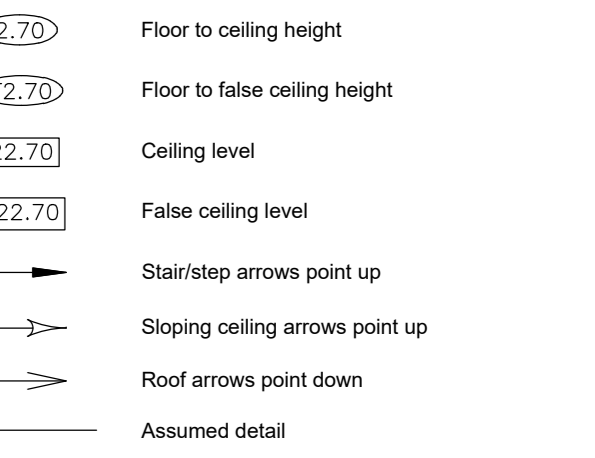 2.70 Floor to ceiling height
2.70 Floor to false ceiling height
22.70 Ceiling level
22.70 False ceiling level
Stair/step arrows point up
Sloping ceiling arrows point up
Roof arrows point down
Assumed detail